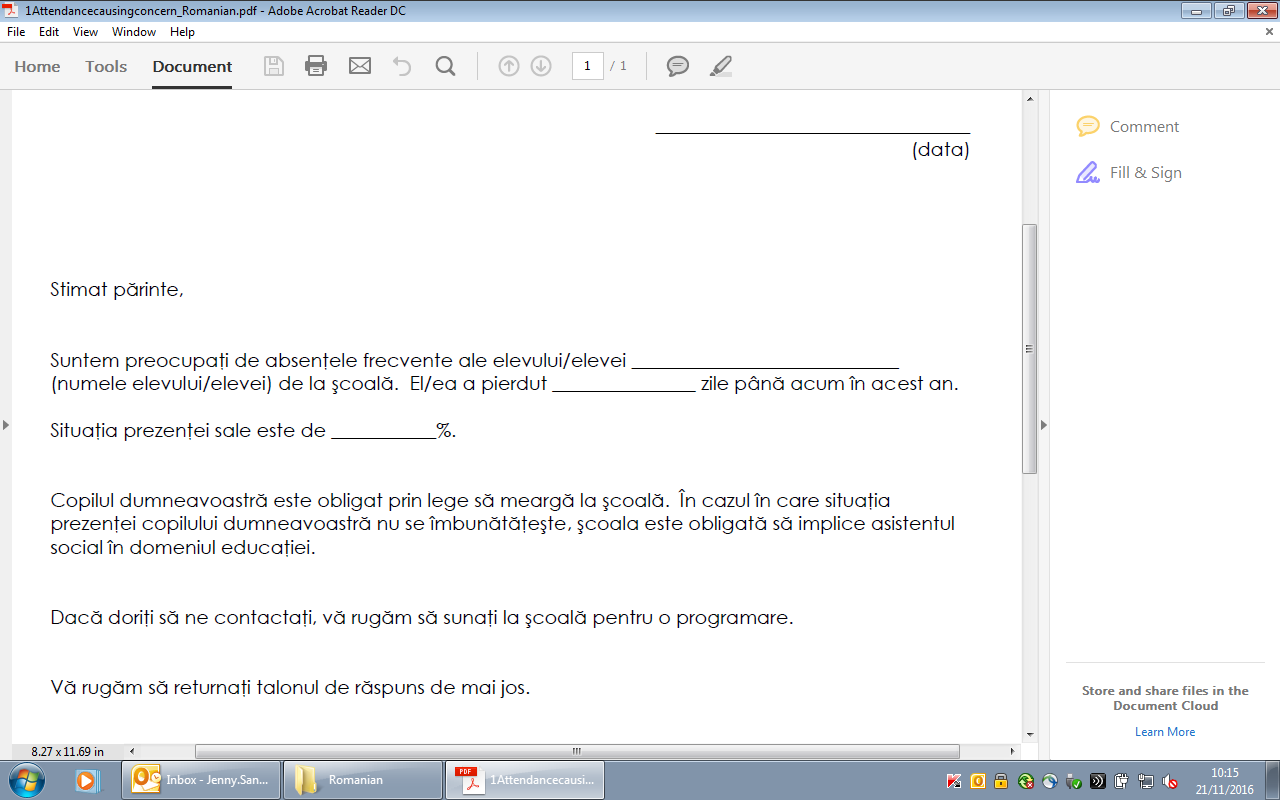 1Attendancecausingconcern_Romanian.pdf - Adobe Acrobat Reader DC
File Edit View Window Help
Home Tools Document 1 / 1
(data)
Stimat părinte,
Suntem preocupați de absențele frecvente ale elevului/elevei ___________________________
(numele elevului/elevei) de la şcoală. El/ea a pierdut ______________ zile până acum în acest an.
Situația prezenței sale este de ___________%.
Copilul dumneavoastră este obligat prin lege să meargă la şcoală. În cazul în care situația
prezenței copilului dumneavoastră nu se îmbunătățeşte, şcoala este obligată să implice asistentul
social în domeniul educației.
Dacă doriți să ne contactați, vă rugăm să sunați la şcoală pentru o programare.
Vă rugăm să returnați talonul de răspuns de mai jos.
Comment
Fill & Sign
Store and share files in the
Document Cloud
Learn More
8.27 x 11.69 in
Inbox - Jenny.San... Romanian 1Attendancecausi...
10:15
21/11/2016